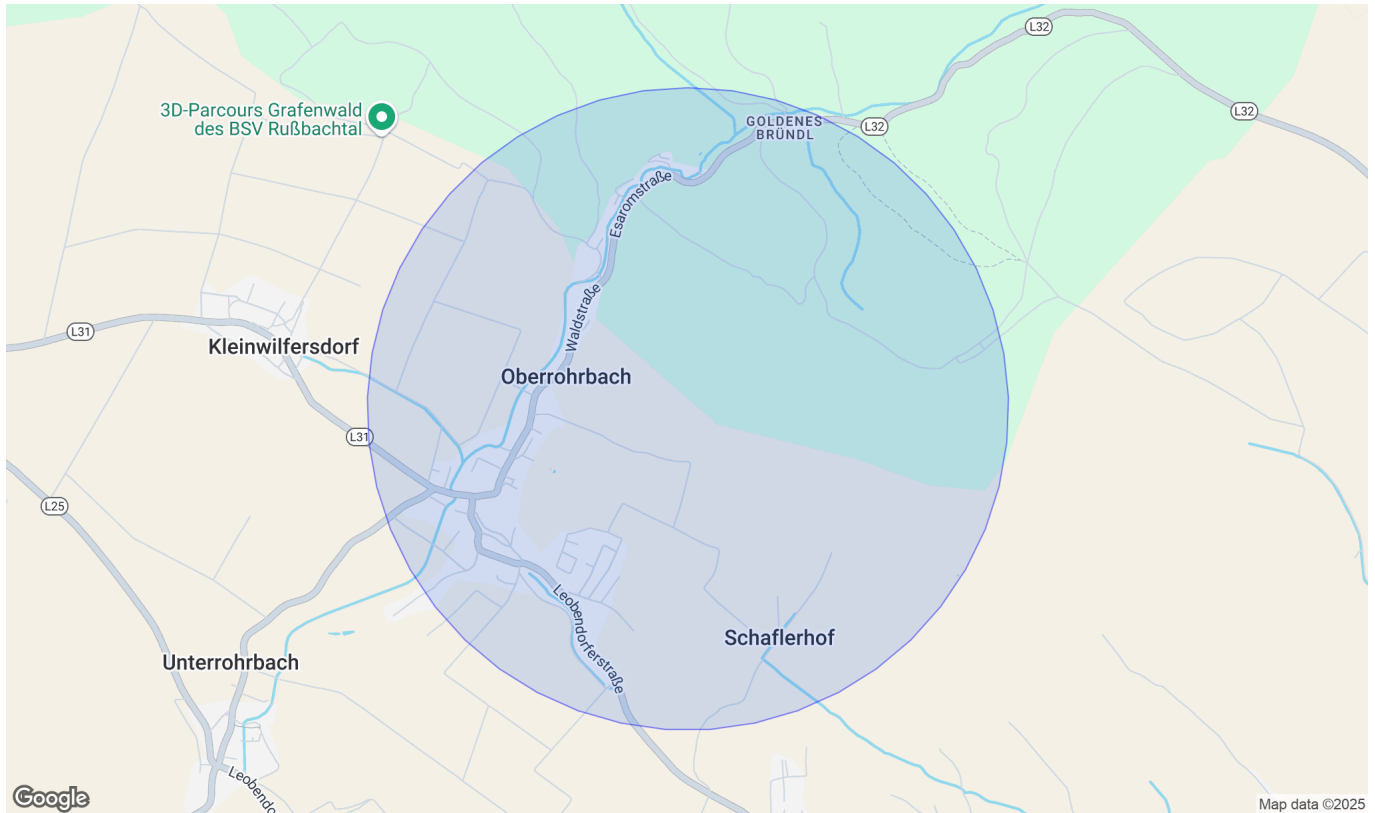 L32
3D-Parcours Grafenwald
des BSV Rußbachtal
GOLDENES
BRÜNDL
L32
L32
Esaromstraße
Waldstraße
L31
Kleinwilfersdorf
Oberrohrbach
L31
L25
Leobendorferstraße
Schaflerhof
Unterrohrbach
Leobendo
Google
Map data ©2025